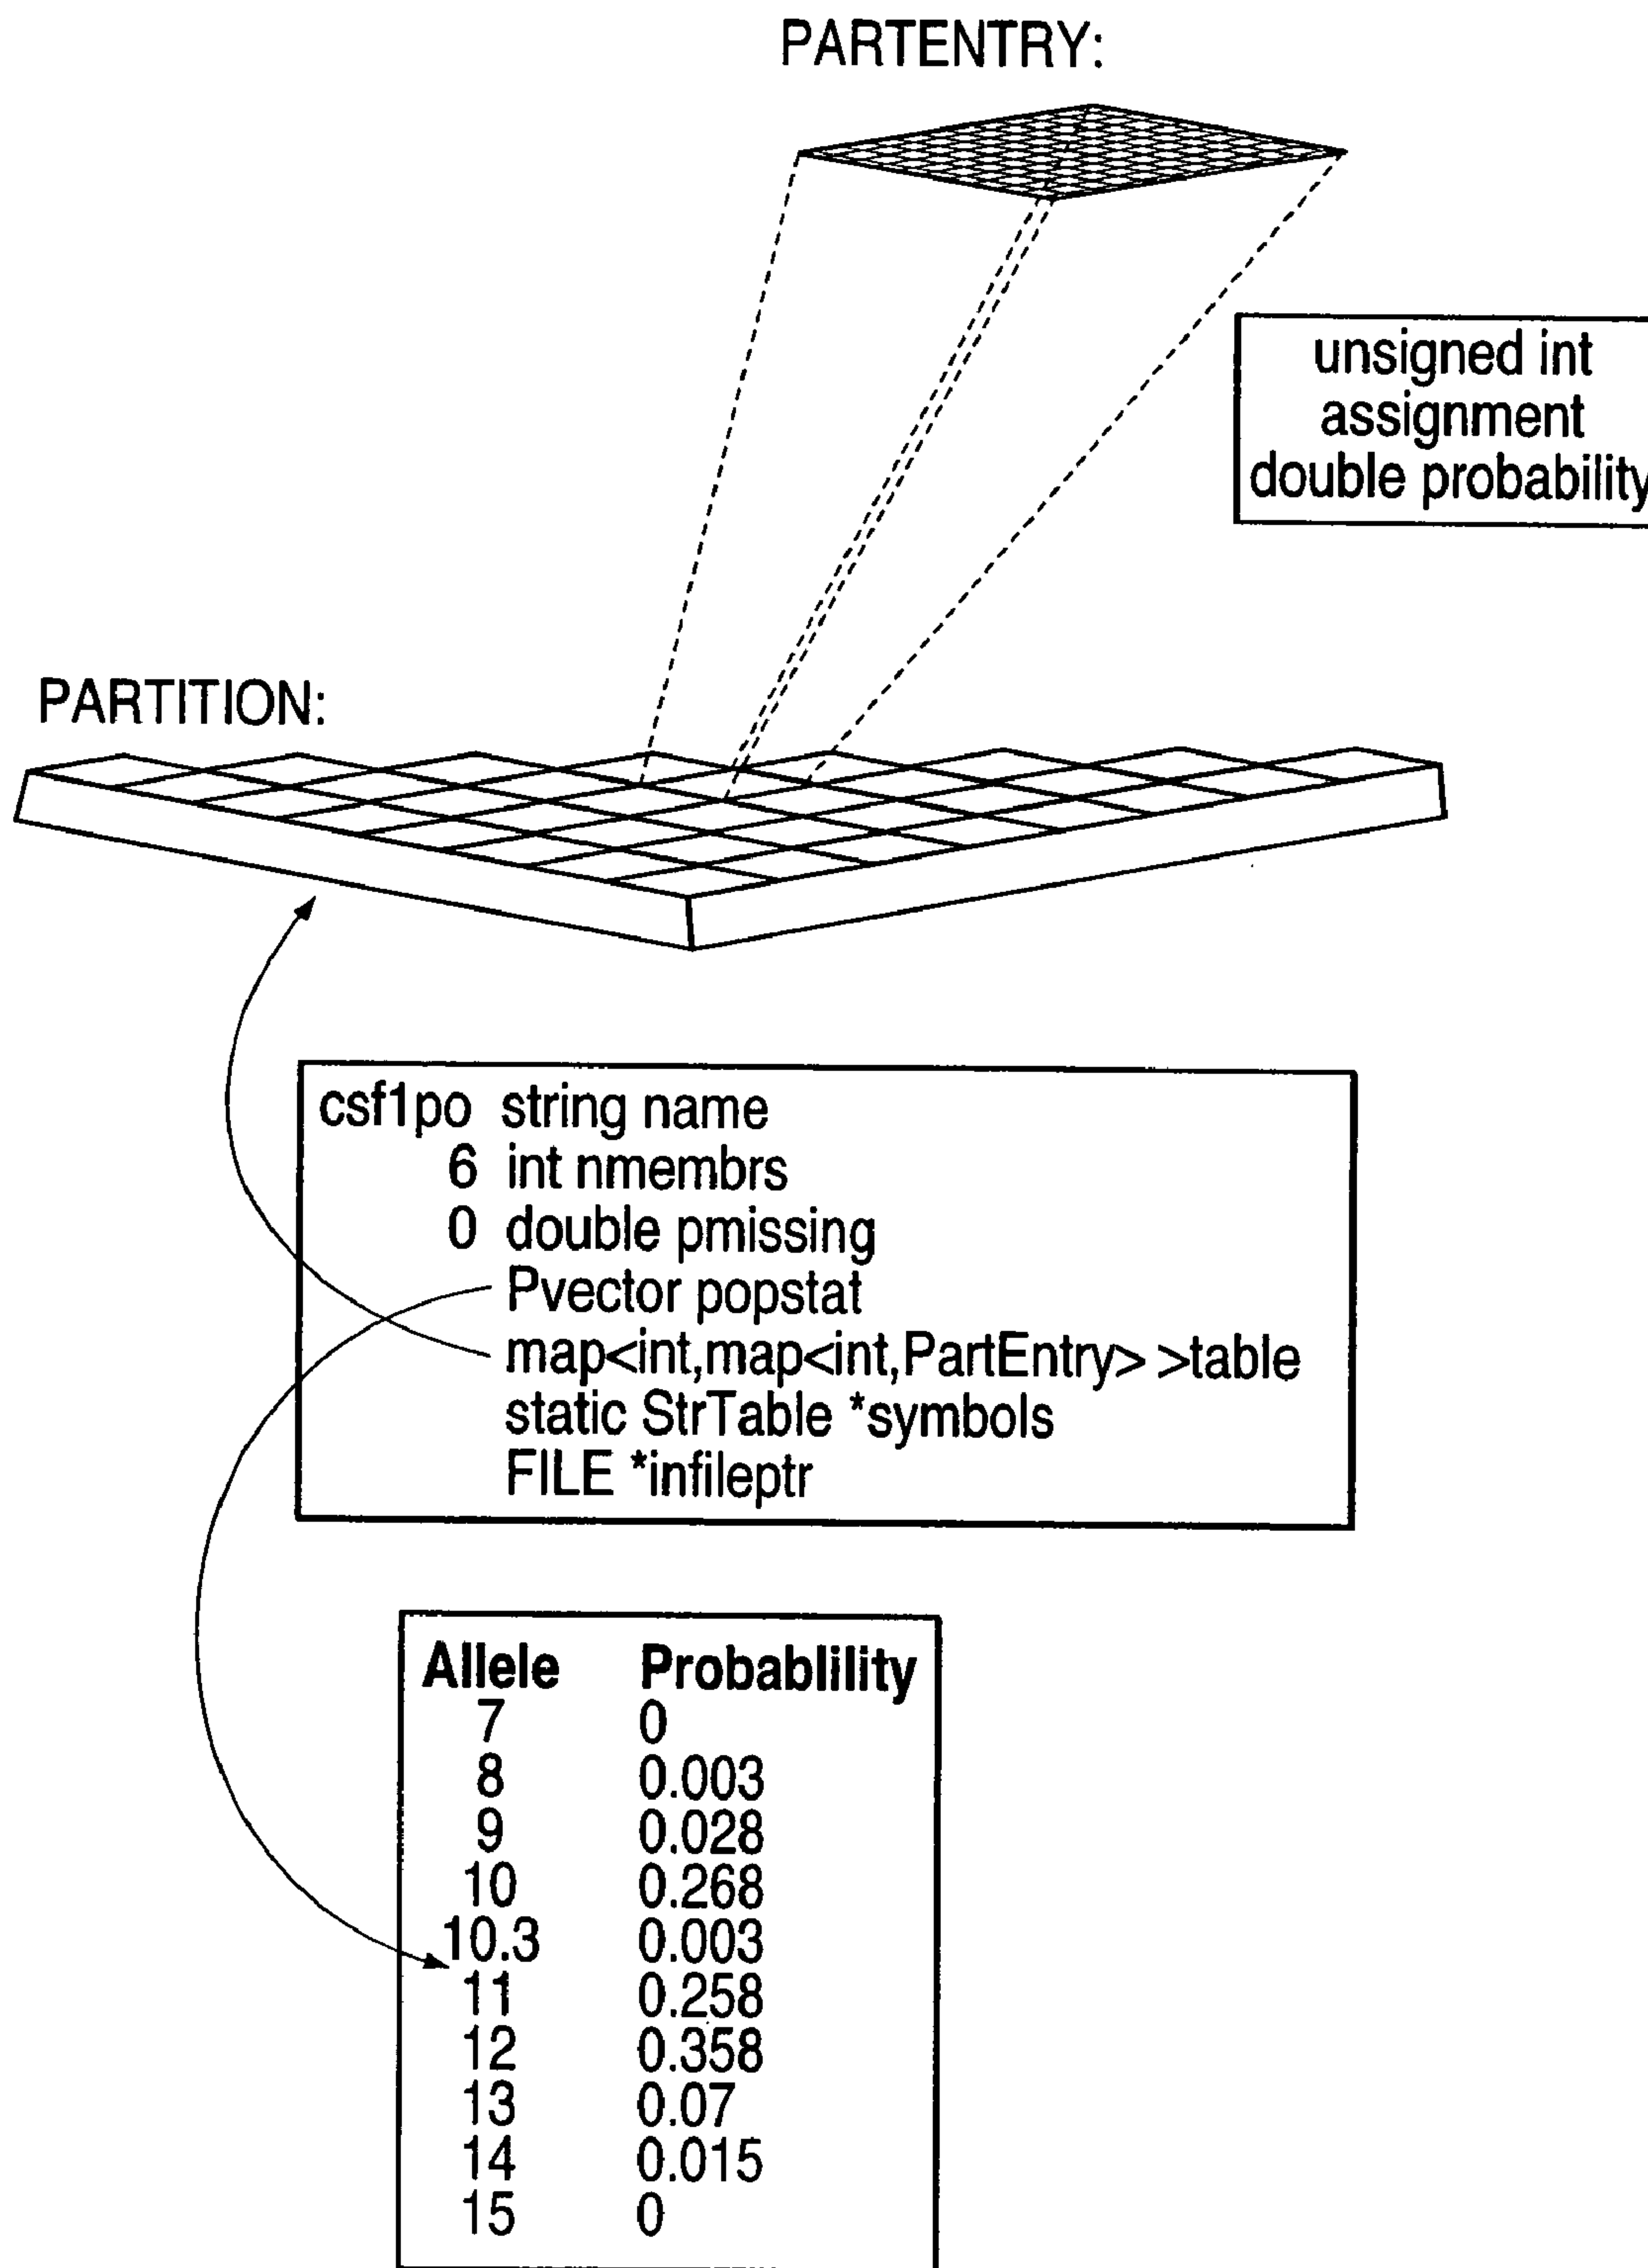 PARTENTRY:
unsigned int
assignment
double probability
PARTITION:
csf1po string name
6 int nmembrs
0 double pmissing
Pvector popstat
map<int,map<int,PartEntry> >table
static StrTable *symbols
FILE *infileptr
Allele Probablility
7 0
8 0.003
9 0.028
10 0.268
10.3 0.003
11 0.258
12 0.358
13 0.07
14 0.015
15 0